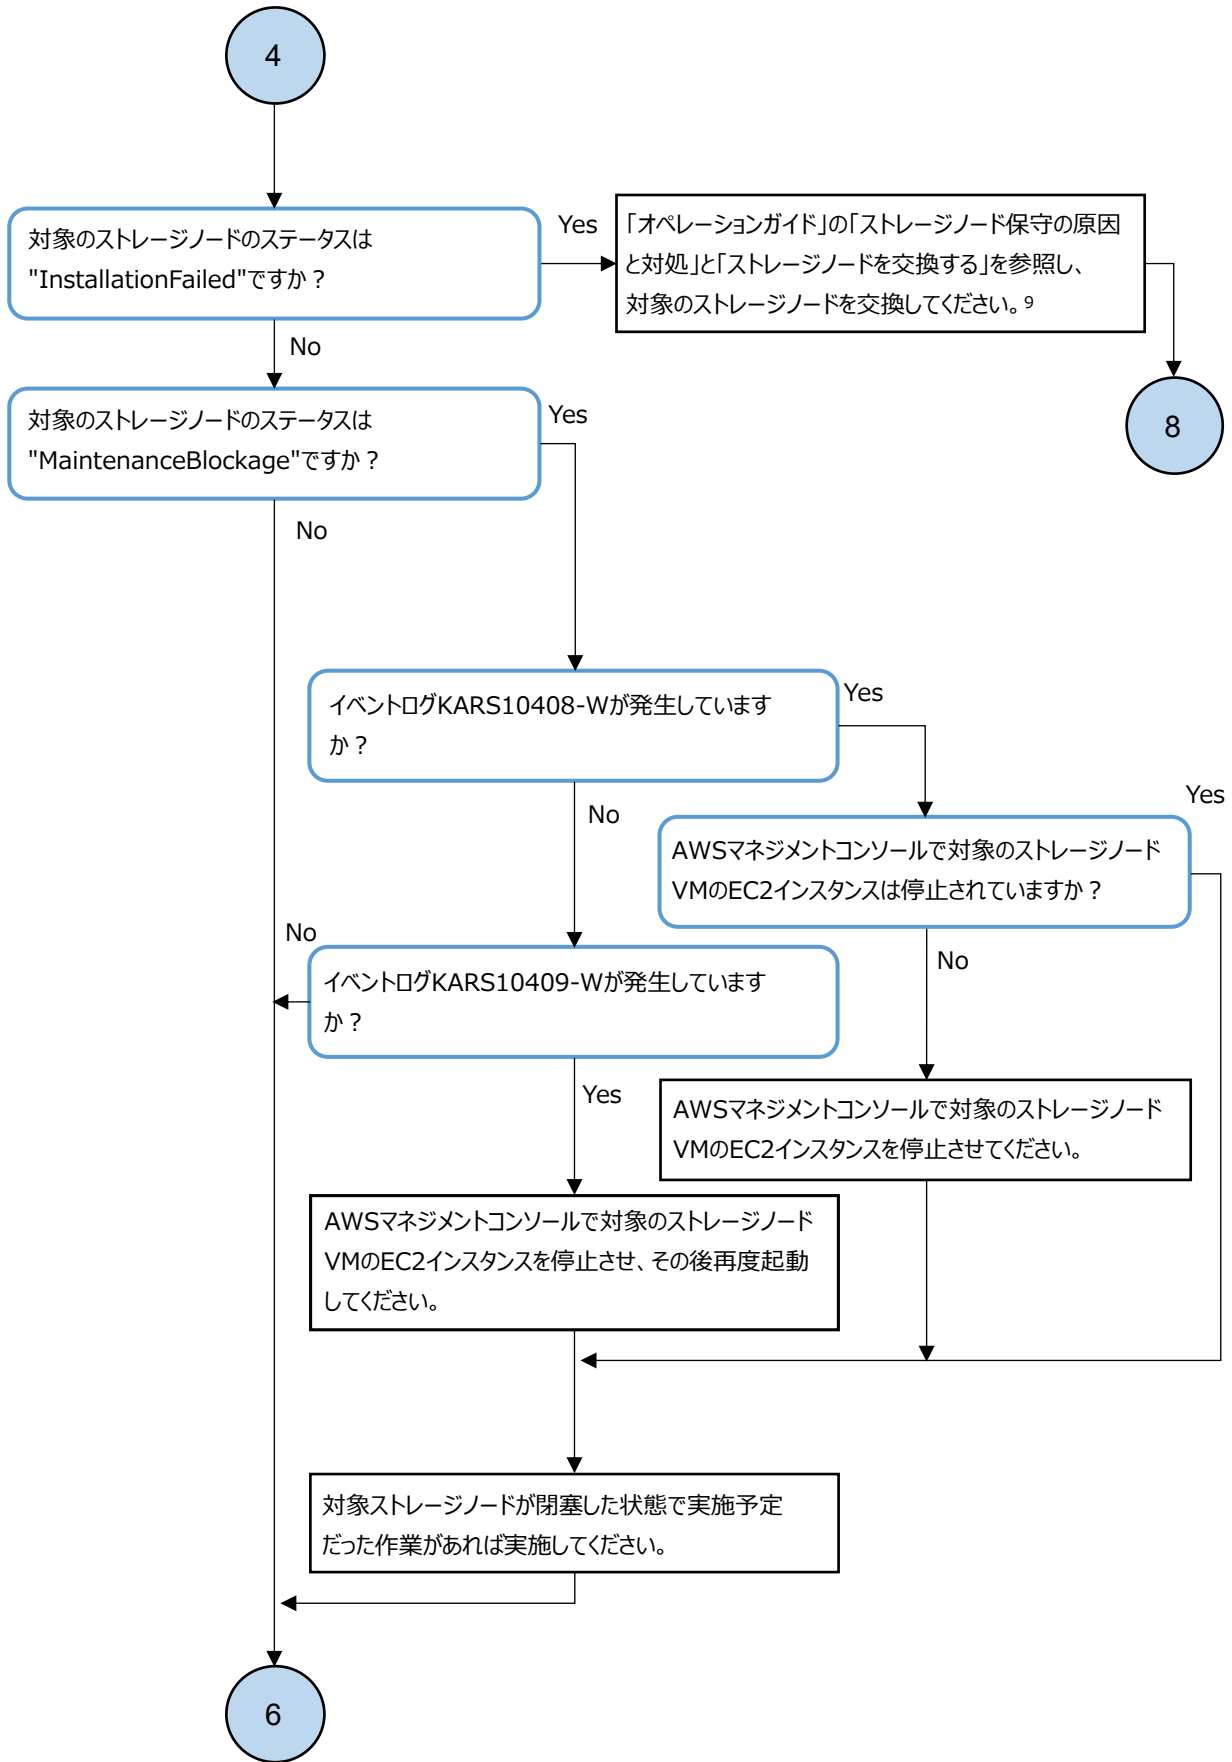 4
対象のストレージノードのステータスは
"InstallationFailed"ですか？
Yes
「オペレーションガイド」の「ストレージノード保守の原因
と対処」と「ストレージノードを交換する」を参照し、
対象のストレージノードを交換してください。9
No
8
対象のストレージノードのステータスは
"MaintenanceBlockage"ですか？
Yes
No
イベントログKARS10408-Wが発生しています
か？
Yes
No
Yes
AWSマネジメントコンソールで対象のストレージノード
VMのEC2インスタンスは停止されていますか？
No
No
イベントログKARS10409-Wが発生しています
か？
Yes
AWSマネジメントコンソールで対象のストレージノード
VMのEC2インスタンスを停止させてください。
AWSマネジメントコンソールで対象のストレージノード
VMのEC2インスタンスを停止させ、その後再度起動
してください。
対象ストレージノードが閉塞した状態で実施予定
だった作業があれば実施してください。
6